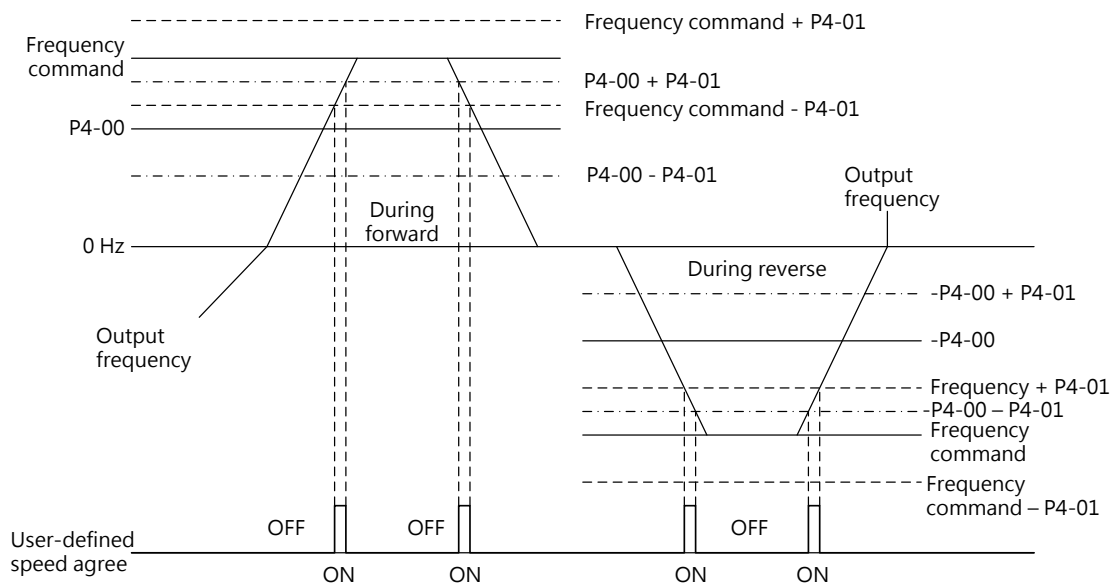 Frequency command + P4-01
Frequency
command
P4-00 + P4-01
Frequency command - P4-01
P4-00
P4-00 - P4-01
Output
frequency
During
forward
0 Hz
During reverse
-P4-00 + P4-01
Output
frequency
-P4-00
Frequency + P4-01
-P4-00 – P4-01
Frequency
command
Frequency
command – P4-01
User-defined
speed agree
OFF
OFF
OFF
ON
ON
ON
ON